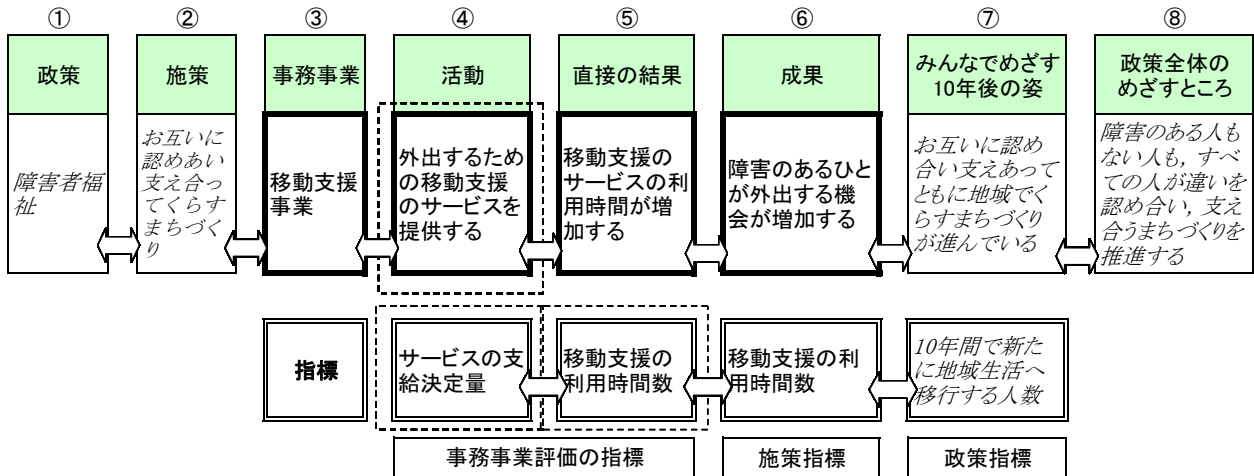 ① ② ③ ④ ⑤ ⑥ ⑦ ⑧
政策
施策
事務事業
活動
直接の結果
成果
みんなでめざす
10年後の姿
政策全体の
めざすところ
障害者福
祉
お互いに
認めあい
支え合っ
てくらす
まちづく
り
移動支援
事業
外出するため
の移動支援
のサービスを
提供する
移動支援の
サービスの利
用時間が増
加する
障害のあるひと
が外出する機
会が増加する
お互いに認め
合い支えあって
ともに地域でく
らすまちづくり
が進んでいる
障害のある人も
ない人も，すべ
ての人が違いを
認め合い，支え
合うまちづくりを
推進する
指標
サービスの支
給決定量
移動支援の
利用時間数
移動支援の利
用時間数
10年間で新た
に地域生活へ
移行する人数
事務事業評価の指標
施策指標
政策指標